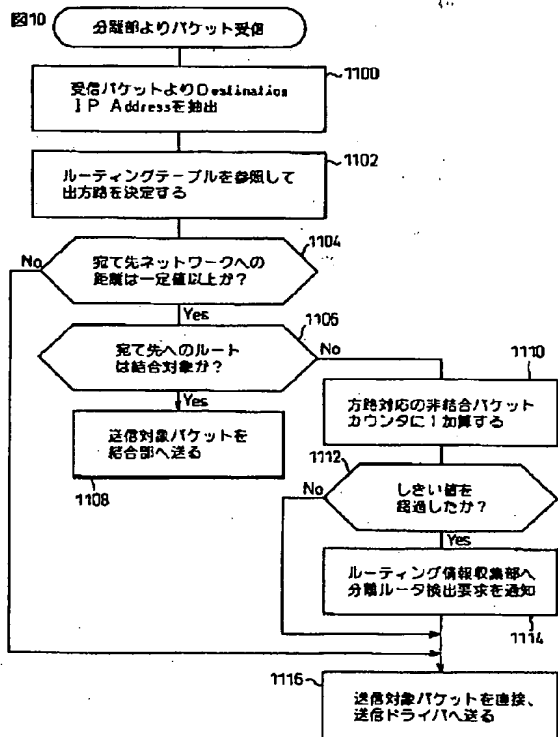 図10
分離部よりパケット受信
1100
受信パケットよりDestination
IP Addressを抽出
1102
ルーティングテーブルを参照して
出方路を決定する
1104
宛て先ネットワークへの
距離は一定値以上か?
No
Yes
1106
宛て先へのルート
は結合対象か?
No
Yes
送信対象パケットを
結合部へ送る
1108
1110
方路対応の非結合パケット
カウンタに1加算する
1112
しきい値を
超過したか?
No
Yes
ルーティング情報収集部へ
分離ルータ検出要求を通知
1114
1116
送信対象パケットを直接、
送信ドライバへ送る